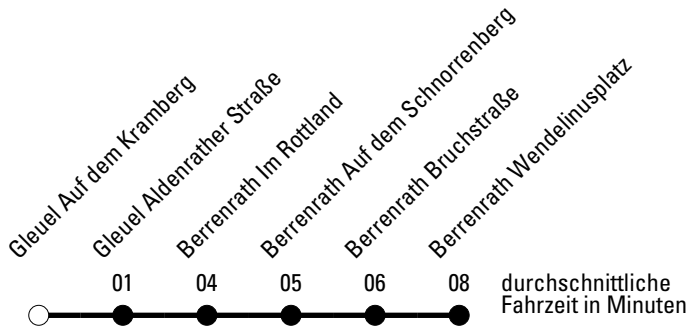 Gleuel Auf dem Kramberg
Gleuel Aldenrather Straße
Berrenrath Im Rottland
Berrenrath Auf dem Schnorrenberg
Berrenrath Bruchstraße
Berrenrath Wendelinusplatz
01 04 05 06 08 durchschnittliche
Fahrzeit in Minuten